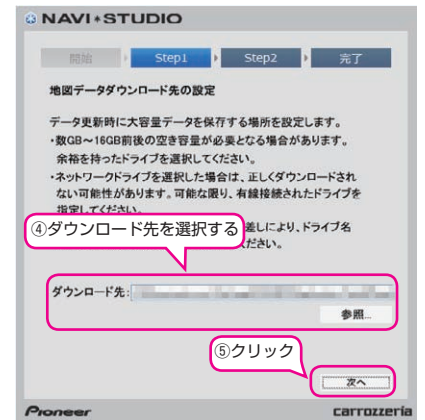 NAVI*STUDIO
開始 Step1 Step2 完了
地図データダウンロード先の設定
データ更新時に大容量データを保存する場所を設定します。
・数GB～16GB前後の空き容量が必要となる場合があります。
余裕を持ったドライブを選択してください。
・ネットワークドライブを選択した場合は、正しくダウンロードされ
ない可能性があります。可能な限り、有線接続されたドライブを
指定してください。
④ダウンロード先を選択する
差しにより、ドライブ名
ださい。
ダウンロード先:
参照...
⑤クリック
次へ
Pioneer carrozzeria